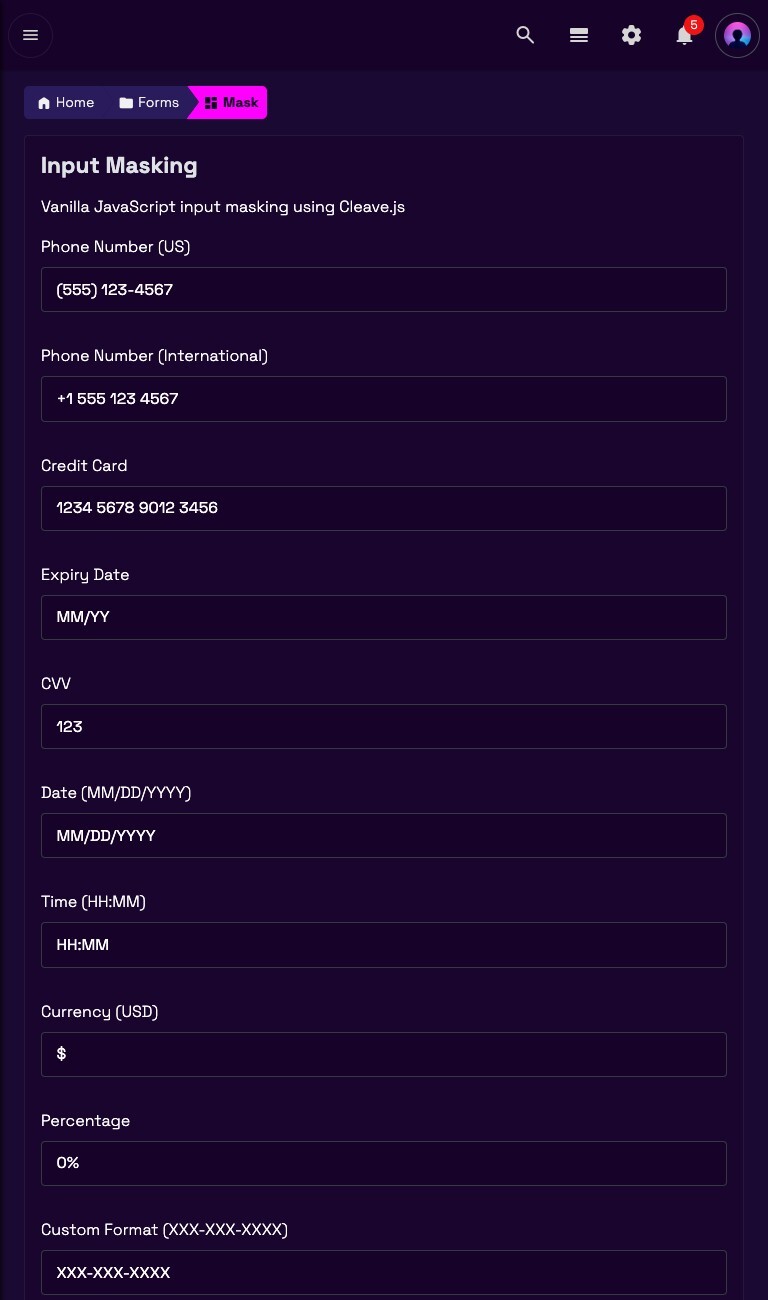 5
Home Forms Mask
Input Masking
Vanilla JavaScript input masking using Cleave.js
Phone Number (US)
(555) 123-4567
Phone Number (International)
+1 555 123 4567
Credit Card
1234 5678 9012 3456
Expiry Date
MM/YY
CVV
123
Date (MM/DD/YYYY)
MM/DD/YYYY
Time (HH:MM)
HH:MM
Currency (USD)
$
Percentage
0%
Custom Format (XXX-XXX-XXXX)
XXX-XXX-XXXX